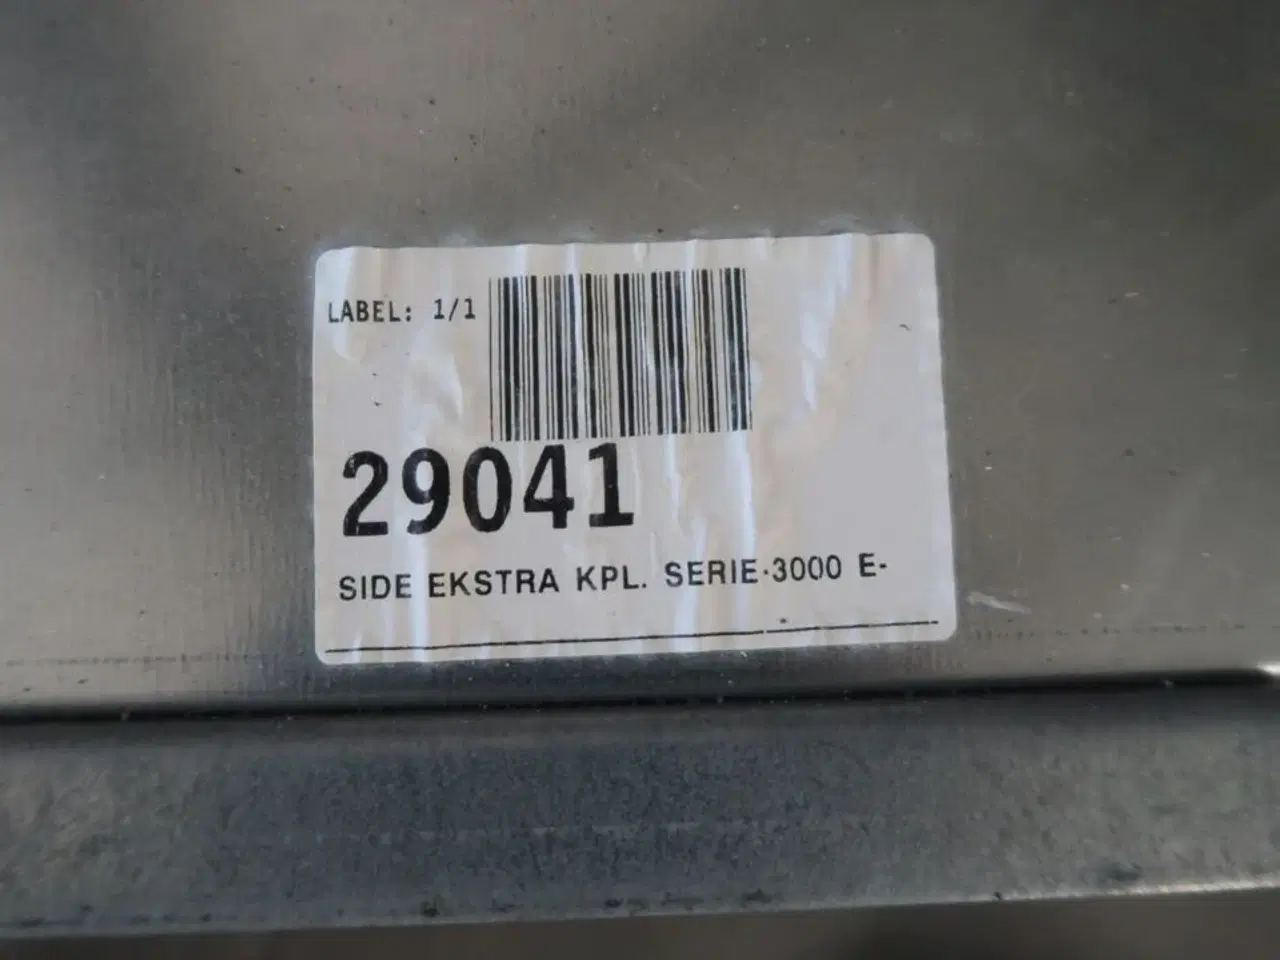 LABEL: 1/1
29041
SIDE EKSTRA KPL. SERIE-3000 E-